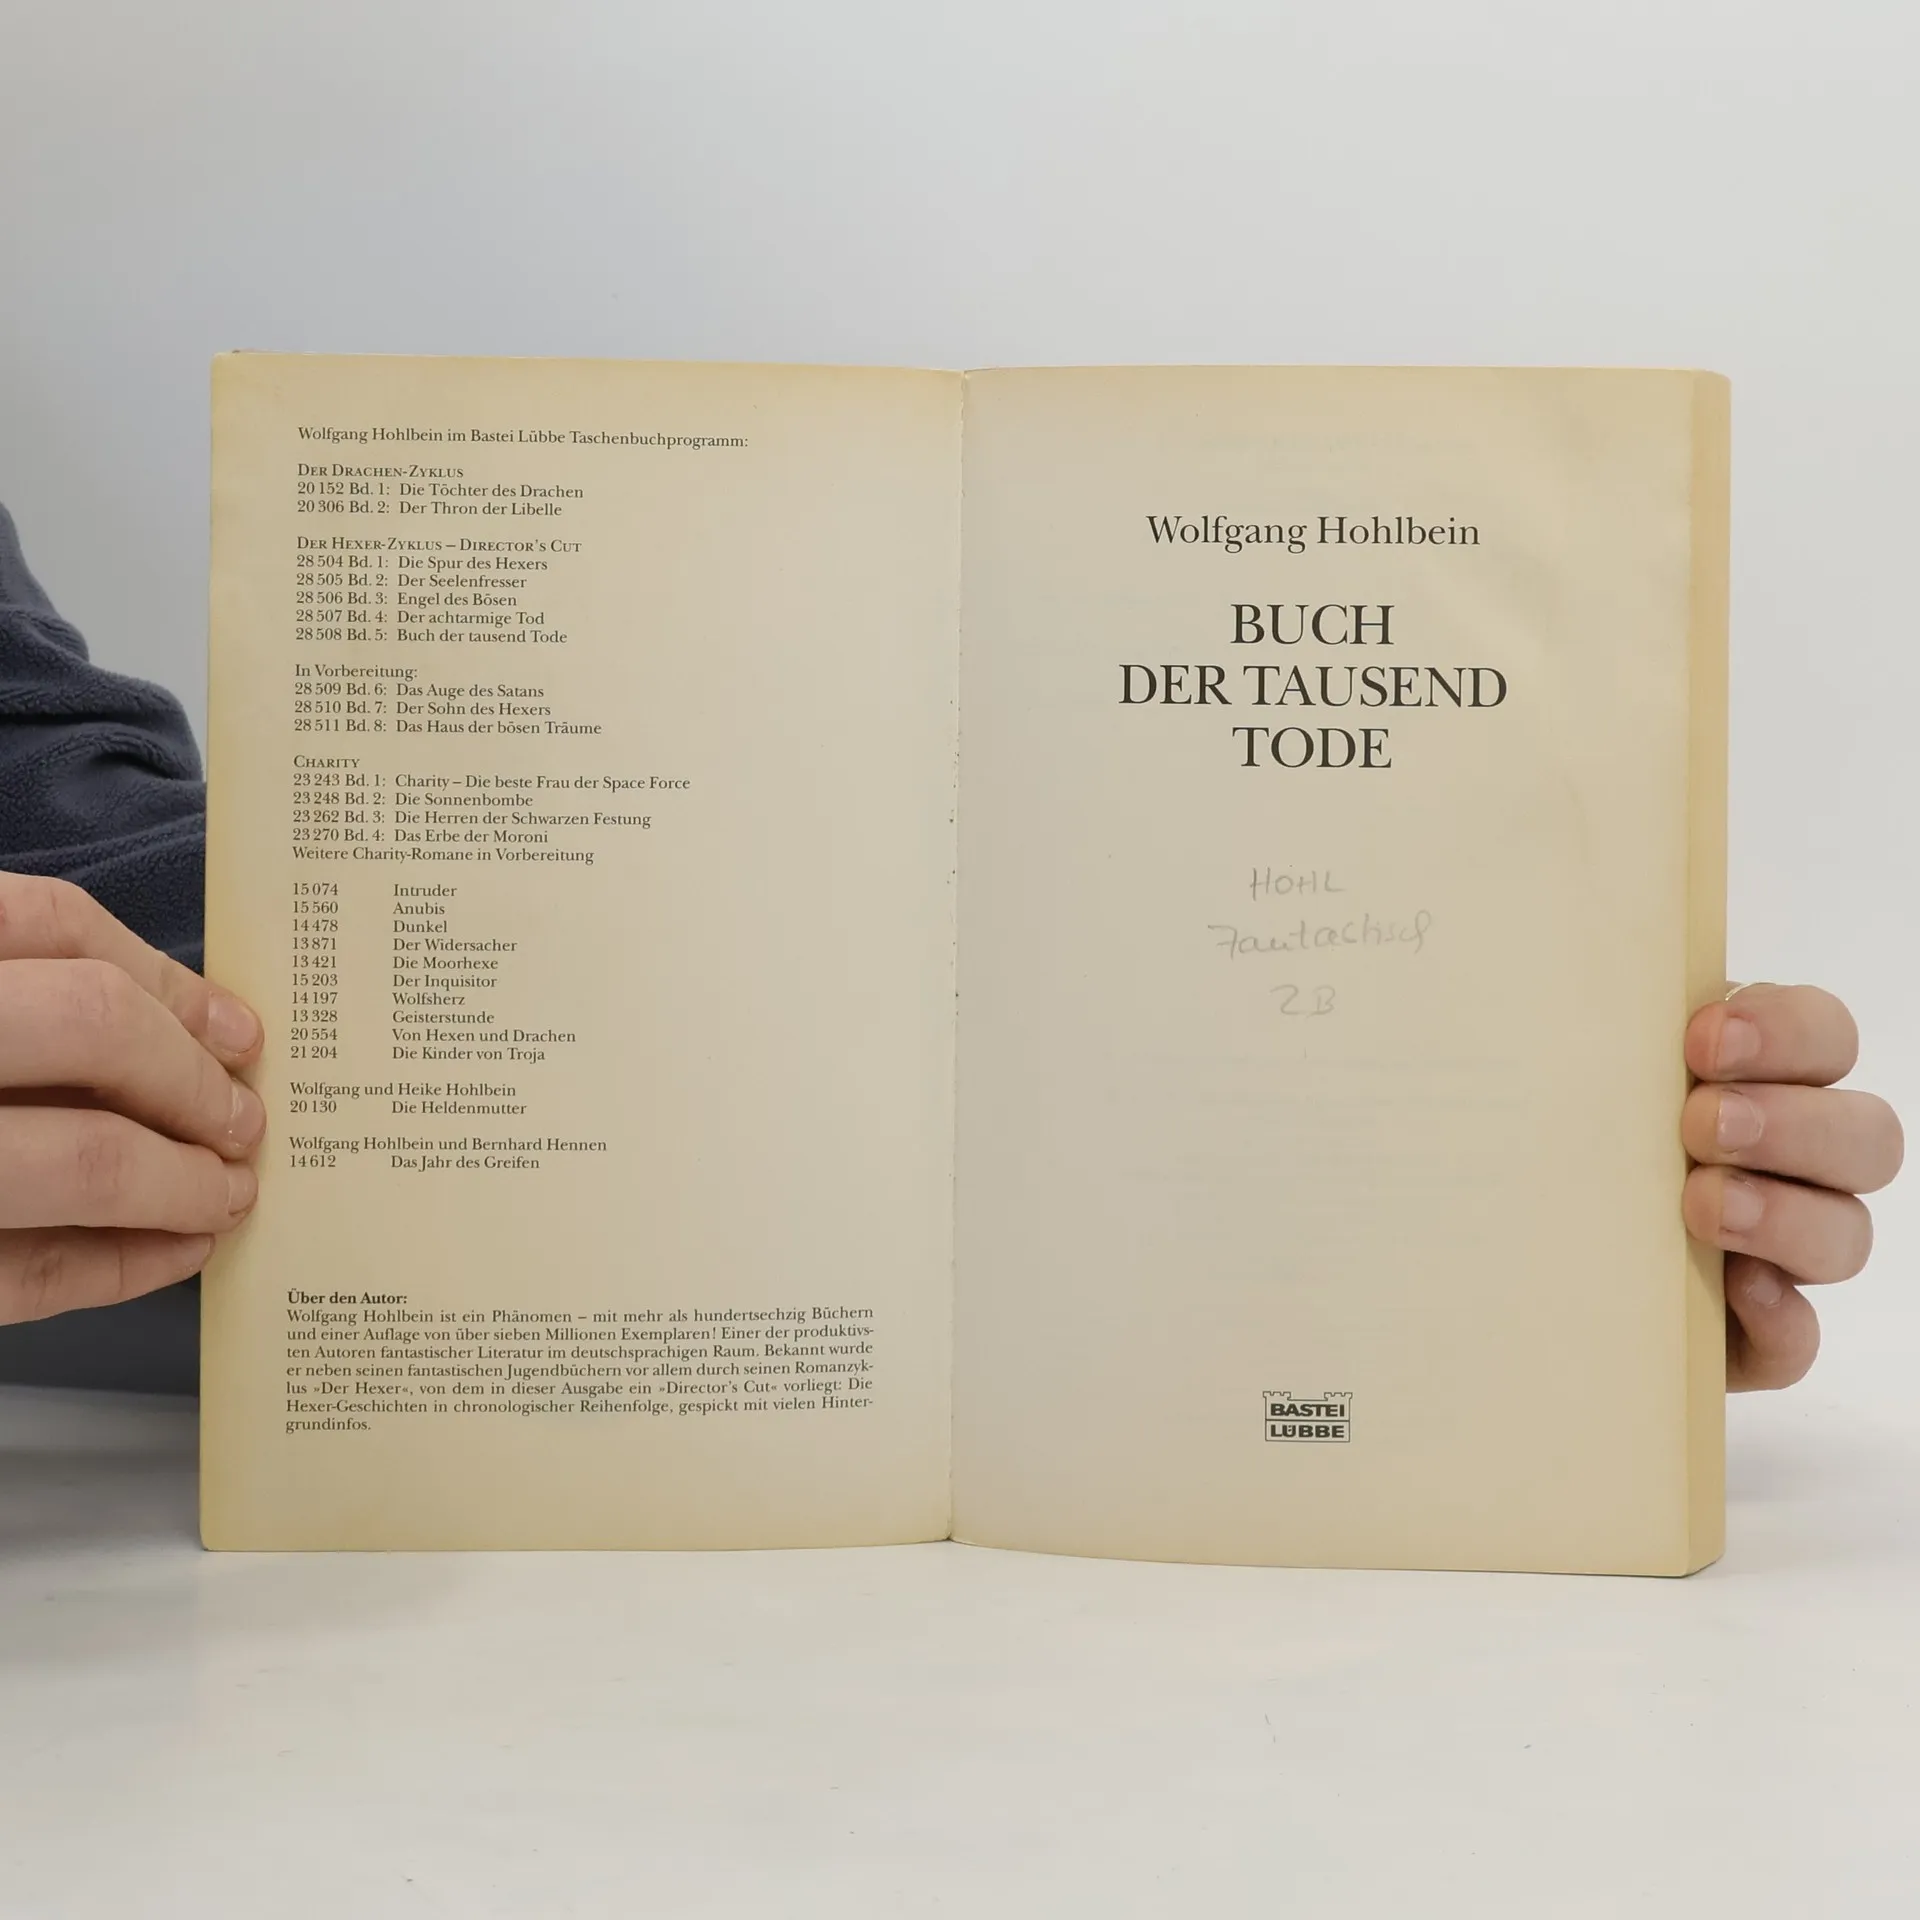 Wolfgang Hohlbein im Bastei Lübbe Taschenbuchprogramm:
DER DRACHEN-ZYKLUS
20 152 Bd. 1: Die Töchter des Drachen
20 306 Bd. 2: Der Thron der Libelle
DER HEXER-ZYKLUS – DIRECTOR'S CUT
28 504 Bd. 1: Die Spur des Hexers
28 505 Bd. 2: Der Seelenfresser
28 506 Bd. 3: Engel des Bösen
28 507 Bd. 4: Der achtarmige Tod
28 508 Bd. 5: Buch der tausend Tode
In Vorbereitung:
28 509 Bd. 6: Das Auge des Satans
28 510 Bd. 7: Der Sohn des Hexers
28 511 Bd. 8: Das Haus der bösen Träume
CHARITY
23 243 Bd. 1: Charity – Die beste Frau der Space Force
23 248 Bd. 2: Die Sonnenbombe
23 262 Bd. 3: Die Herren der Schwarzen Festung
23 270 Bd. 4: Das Erbe der Moroni
Weitere Charity-Romane in Vorbereitung
15 074 Intruder
15 560 Anubis
14 478 Dunkel
13 871 Der Widersacher
13 421 Die Moorhexe
15 203 Der Inquisitor
14 197 Wolfsherz
13 328 Geisterstunde
20 554 Von Hexen und Drachen
21 204 Die Kinder von Troja
Wolfgang und Heike Hohlbein
20 130 Die Heldenmutter
Wolfgang Hohlbein und Bernhard Hennen
14 612 Das Jahr des Greifen
Über den Autor:
Wolfgang Hohlbein ist ein Phänomen – mit mehr als hundertsechzig Büchern
und einer Auflage von über sieben Millionen Exemplaren! Einer der produktivs-
ten Autoren fantastischer Literatur im deutschsprachigen Raum. Bekannt wurde
er neben seinen fantastischen Jugendbüchern vor allem durch seinen Romanzyk-
lus »Der Hexer«, von dem in dieser Ausgabe ein »Director's Cut« vorliegt: Die
Hexer-Geschichten in chronologischer Reihenfolge, gespickt mit vielen Hinter-
grundinfos.
Wolfgang Hohlbein
BUCH
DER TAUSEND
TODE
HOHL
Fantastisch
2B
BASTEI
LÜBBE